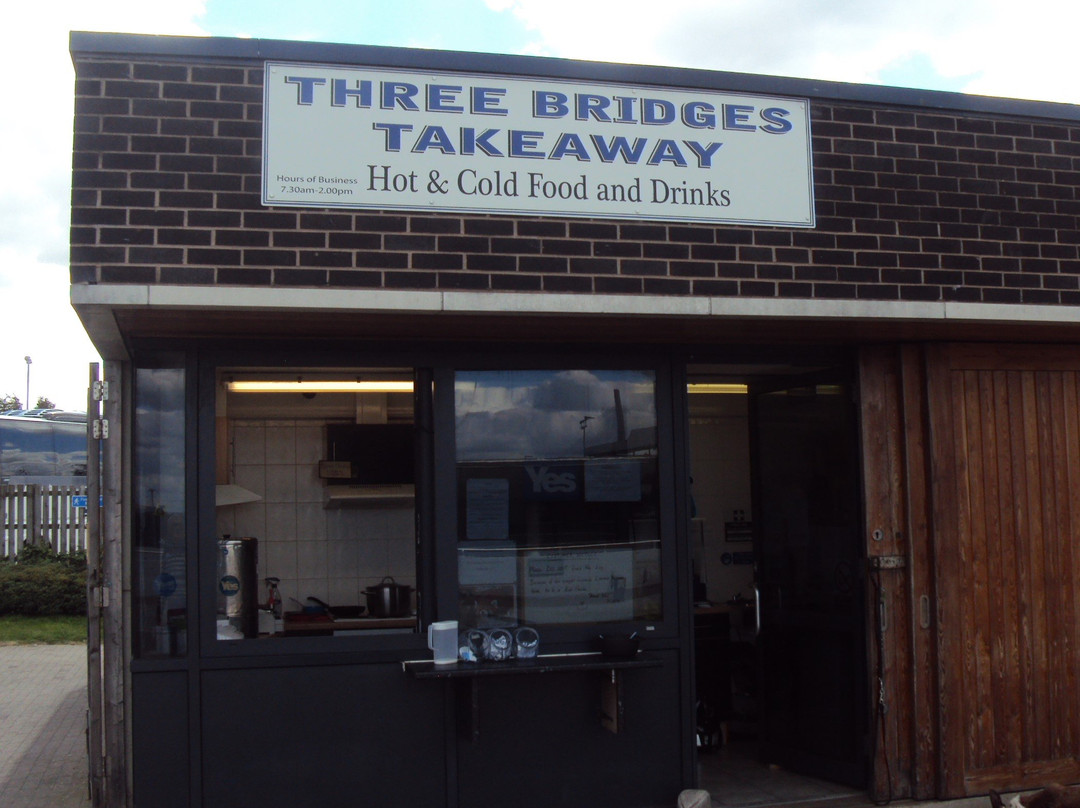 THREE BRIDGES
TAKEAWAY
Hours of Business
7.30am-2.00pm
Hot & Cold Food and Drinks
Yes